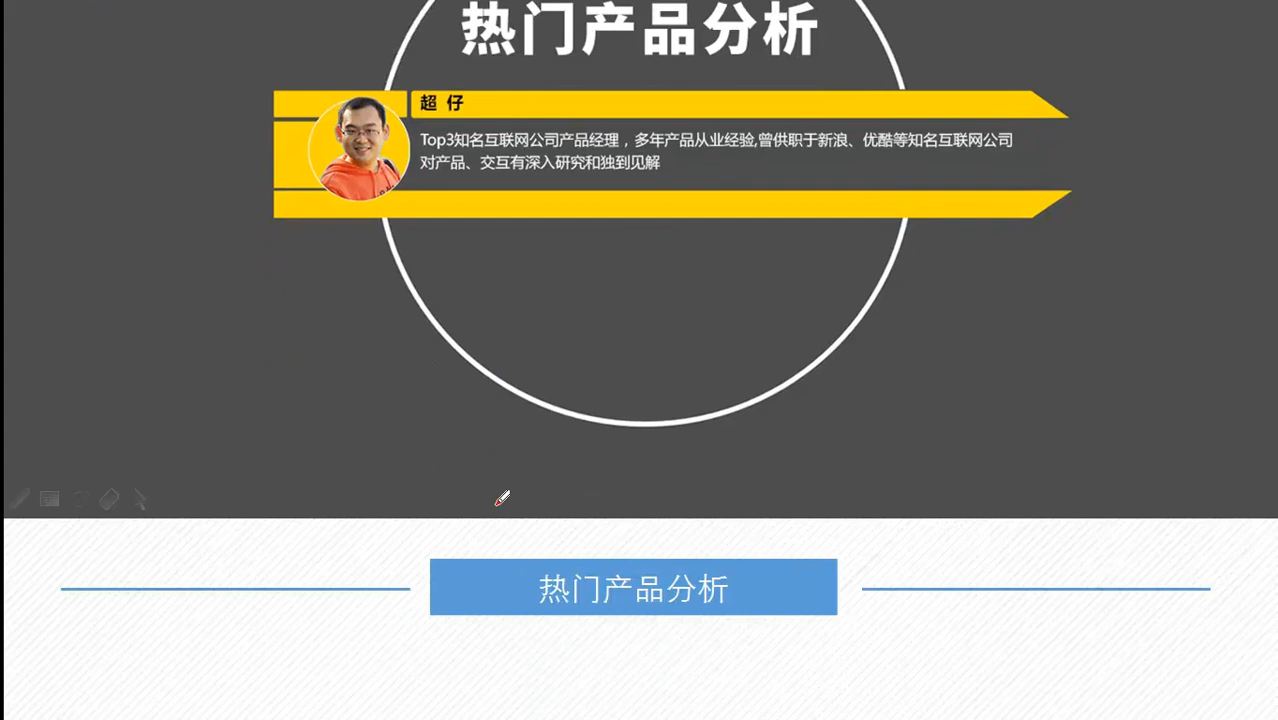 热门产品分析
超 仔
Top3知名互联网公司产品经理，多年产品从业经验,曾供职于新浪、优酷等知名互联网公司
对产品、交互有深入研究和独到见解
热门产品分析